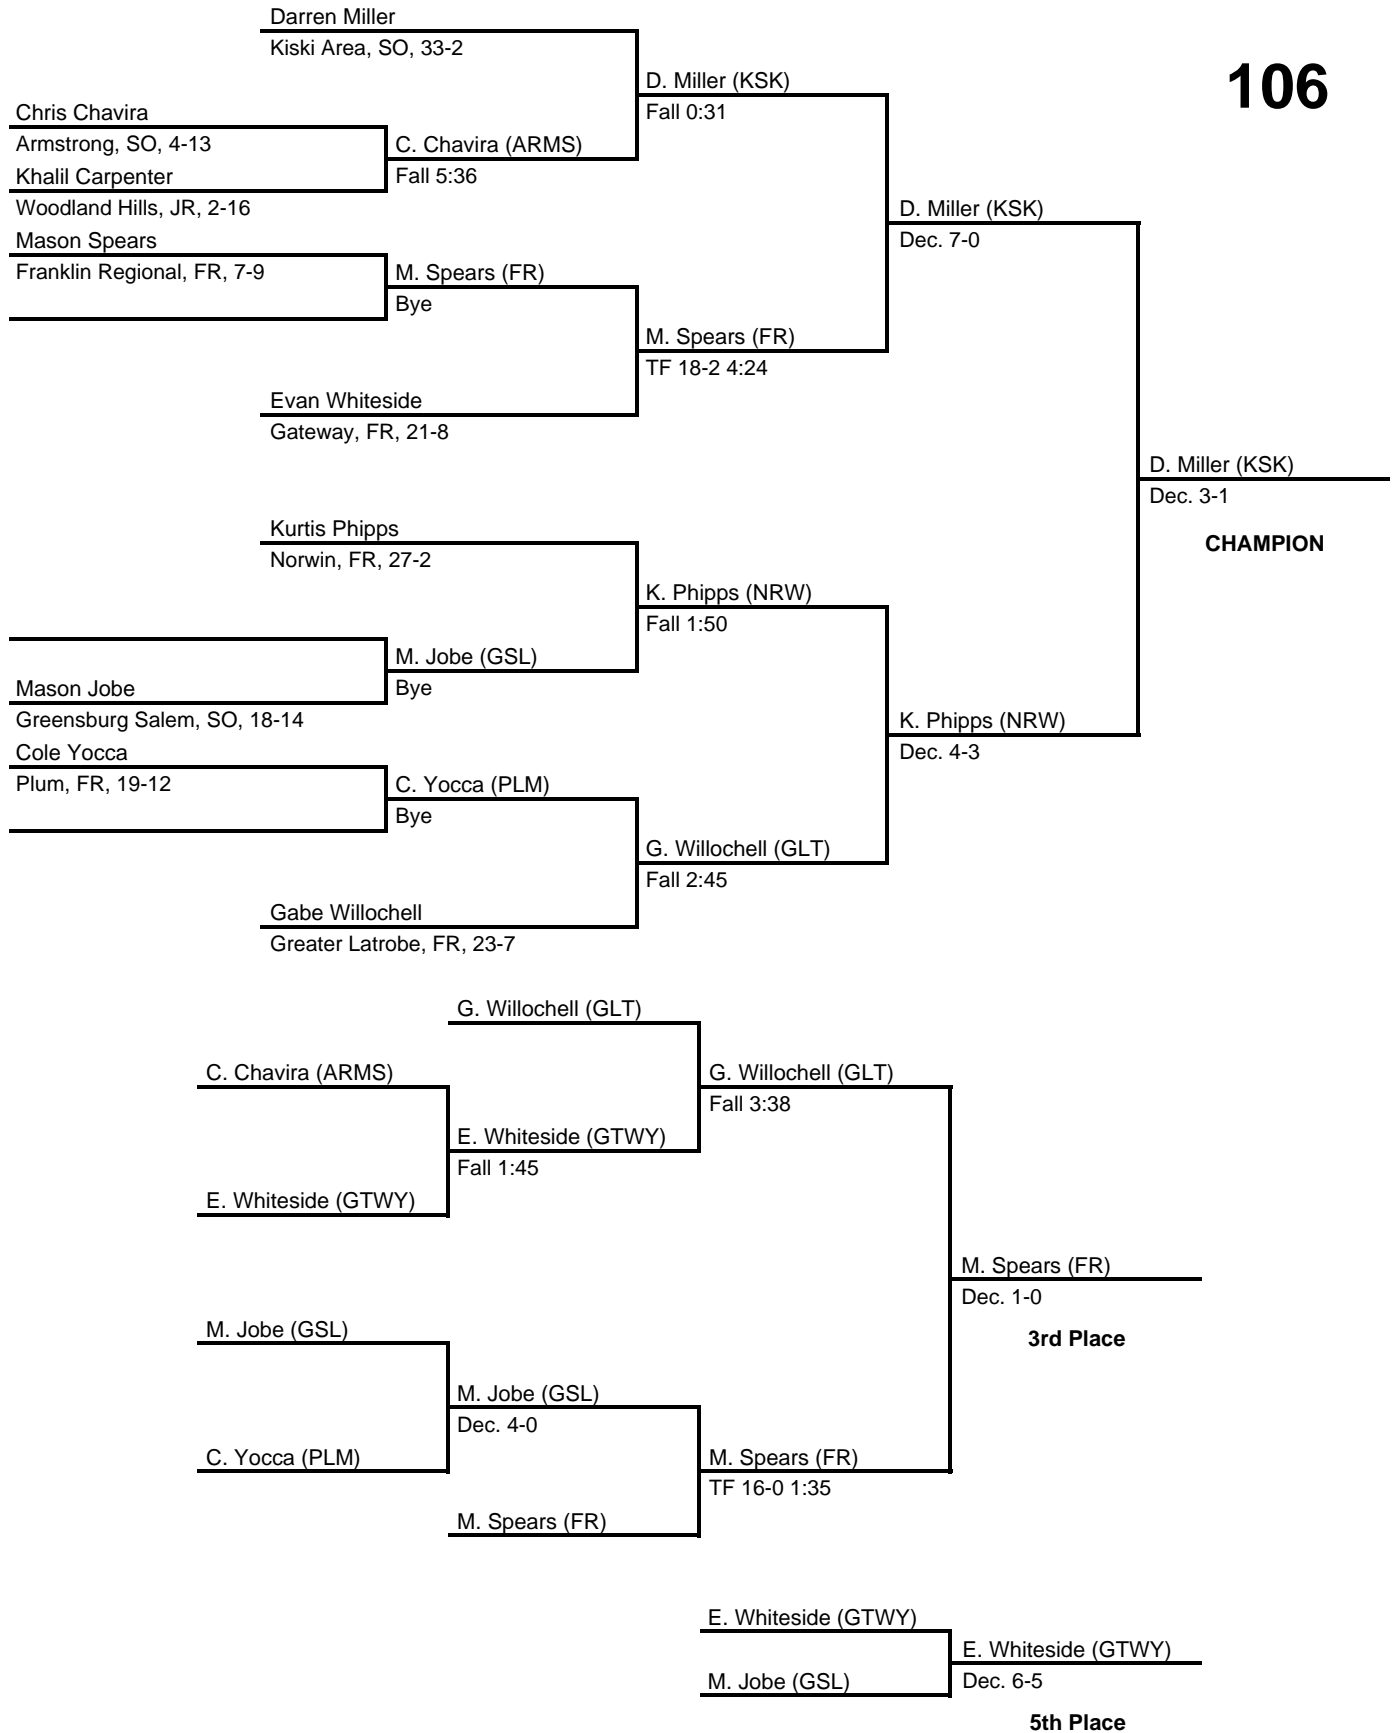 Darren Miller
Kiski Area, SO, 33-2
106
D. Miller (KSK)
Fall 0:31
Chris Chavira
Armstrong, SO, 4-13
C. Chavira (ARMS)
Fall 5:36
Khalil Carpenter
Woodland Hills, JR, 2-16
D. Miller (KSK)
Dec. 7-0
Mason Spears
Franklin Regional, FR, 7-9
M. Spears (FR)
Bye
M. Spears (FR)
TF 18-2 4:24
Evan Whiteside
Gateway, FR, 21-8
D. Miller (KSK)
Dec. 3-1
CHAMPION
Kurtis Phipps
Norwin, FR, 27-2
K. Phipps (NRW)
Fall 1:50
M. Jobe (GSL)
Bye
Mason Jobe
Greensburg Salem, SO, 18-14
K. Phipps (NRW)
Dec. 4-3
Cole Yocca
Plum, FR, 19-12
C. Yocca (PLM)
Bye
G. Willochell (GLT)
Fall 2:45
Gabe Willochell
Greater Latrobe, FR, 23-7
G. Willochell (GLT)
C. Chavira (ARMS)
G. Willochell (GLT)
Fall 3:38
E. Whiteside (GTWY)
Fall 1:45
E. Whiteside (GTWY)
M. Spears (FR)
Dec. 1-0
3rd Place
M. Jobe (GSL)
M. Jobe (GSL)
Dec. 4-0
C. Yocca (PLM)
M. Spears (FR)
TF 16-0 1:35
M. Spears (FR)
E. Whiteside (GTWY)
E. Whiteside (GTWY)
Dec. 6-5
M. Jobe (GSL)
5th Place